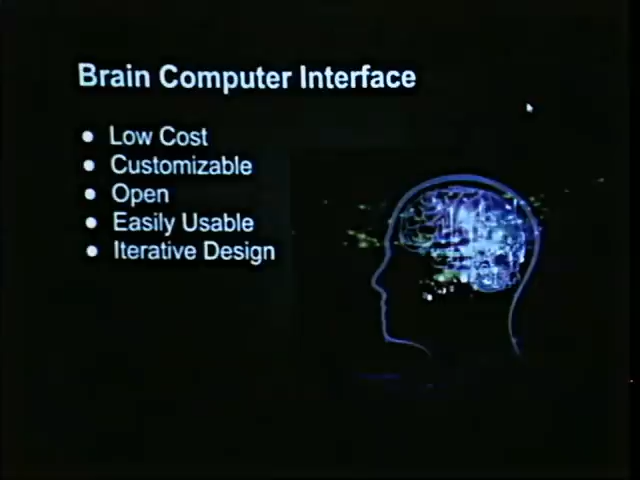 Brain Computer Interface
● Low Cost
● Customizable
● Open
● Easily Usable
● Iterative Design